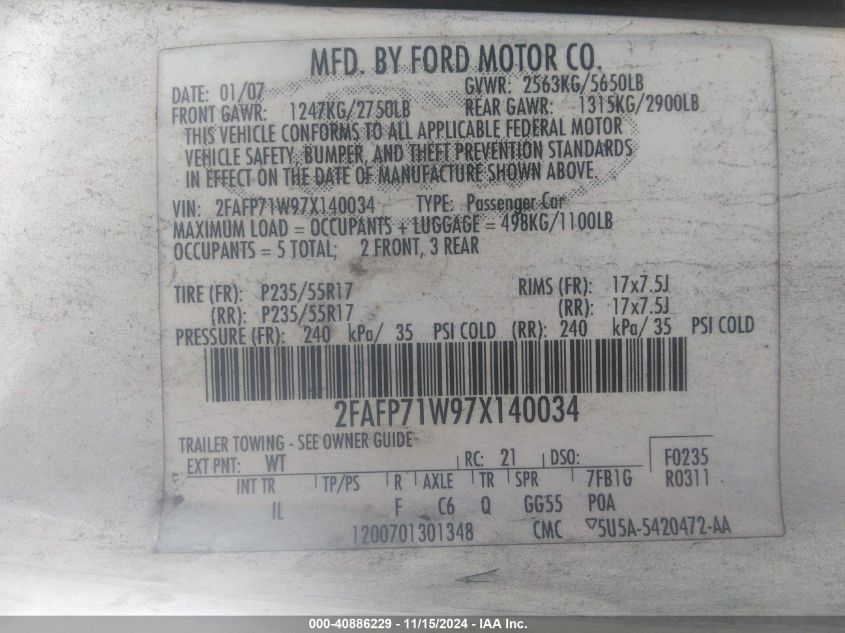 MFD. BY FORD MOTOR CO.
DATE: 01/07 GVWR: 2563KG/5650LB
FRONT GAWR: 1247KG/2750LB REAR GAWR: 1315KG/2900LB
THIS VEHICLE CONFORMS TO ALL APPLICABLE FEDERAL MOTOR
VEHICLE SAFETY, BUMPER, AND THEFT PREVENTION STANDARDS
IN EFFECT ON THE DATE OF MANUFACTURE SHOWN ABOVE.
VIN: 2FAFP71W97X140034 TYPE: Passenger Car
MAXIMUM LOAD = OCCUPANTS + LUGGAGE = 498KG/1100LB
OCCUPANTS = 5 TOTAL; 2 FRONT, 3 REAR
TIRE (FR): P235/55R17 RIMS (FR): 17x7.5J
(RR): P235/55R17 (RR): 17x7.5J
PRESSURE (FR): 240 kPa/ 35 PSI COLD (RR): 240 kPa/ 35 PSI COLD
2FAFP71W97X140034
TRAILER TOWING - SEE OWNER GUIDE
EXT PNT: WT RC: 21 DSO: F0235
INT TR TP/PS R AXLE TR SPR 7FB1G R0311
IL F C6 Q GG55 POA
1200701301348 CMC ▽5U5A-5420472-AA
000-40886229 - 11/15/2024 - IAA Inc.